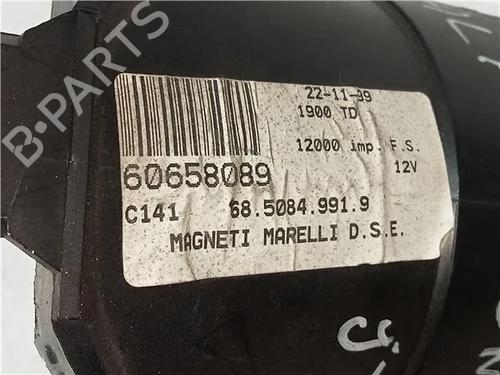 22-11-99
1900 TD
12000 imp. F.S.
12V
60658089
C141 68.5084.991.9
MAGNETI MARELLI D.S.E.
B-PARTS